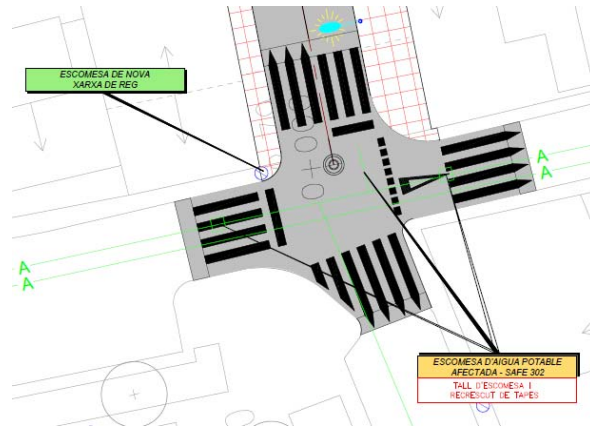 ESCOMESA DE NOVA
XARXA DE REG
A
A
A
A
ESCOMESA D'AIGUA POTABLE
AFECTADA - SAFE 302
TALL D'ESCOMESA I
RECRESCUT DE TAPES